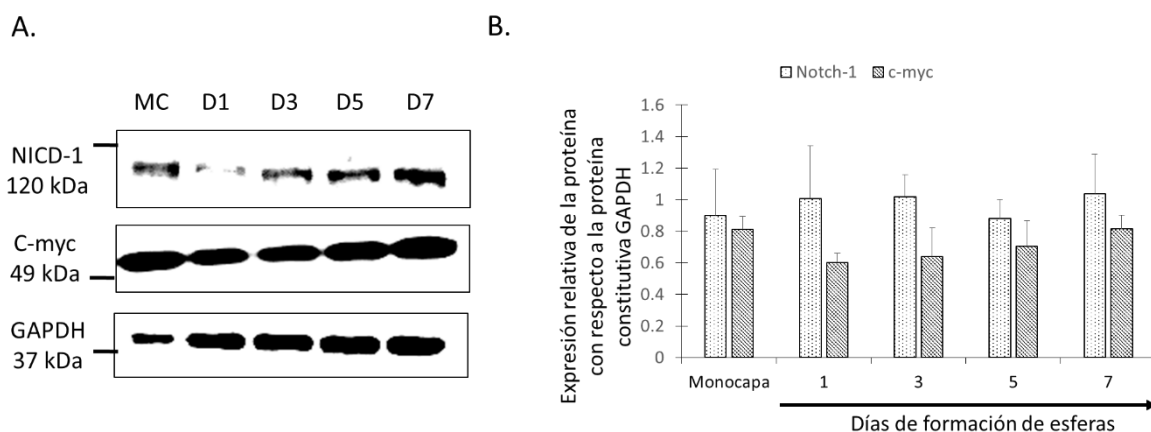 A.
MC D1 D3 D5 D7
NICD-1
120 kDa
C-myc
49 kDa
GAPDH
37 kDa
B.
Notch-1 c-myc
Expresión relativa de la proteína
con respecto a la proteína
constitutiva GAPDH
1.6
1.4
1.2
1
0.8
0.6
0.4
0.2
0
Monocapa 1 3 5 7
Días de formación de esferas